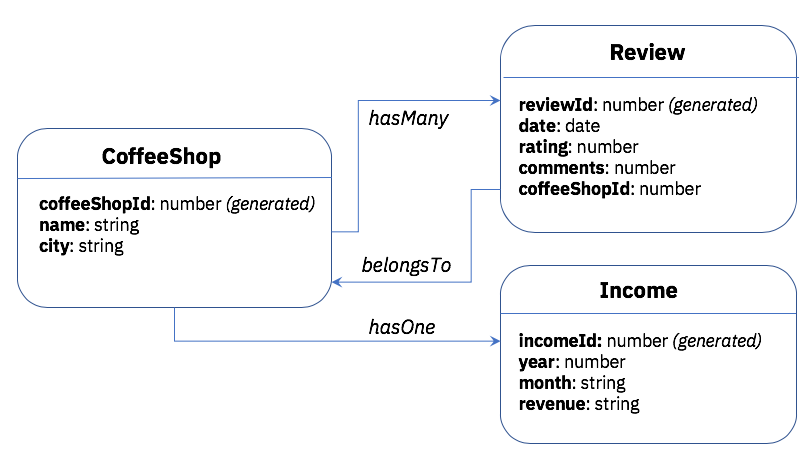 CoffeeShop
coffeeShopId: number (generated)
name: string
city: string
hasMany
belongsTo
hasOne
Review
reviewId: number (generated)
date: date
rating: number
comments: number
coffeeShopId: number
Income
incomeId: number (generated)
year: number
month: string
revenue: string